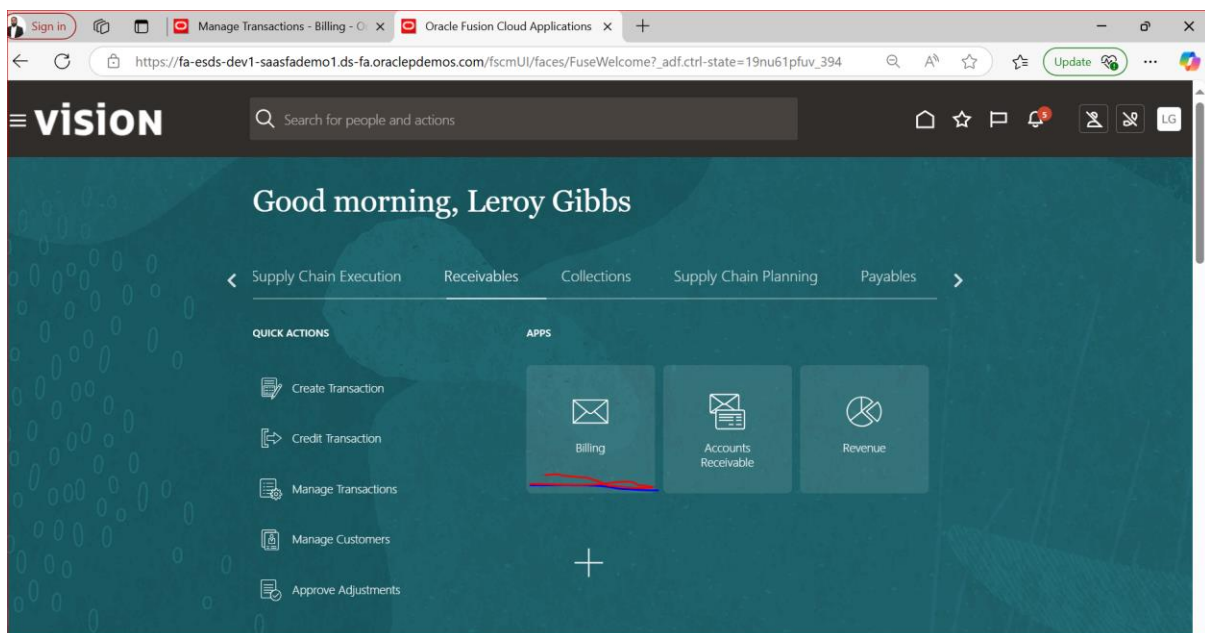 Sign in
Manage Transactions - Billing - O
Oracle Fusion Cloud Applications
https://fa-esds-dev1-saasfademo1.ds-fa.oraclepdemos.com/fscmUI/faces/FuseWelcome?_adf.ctrl-state=19nu61pfuv_394
Update
vision
Search for people and actions
5
LG
Good morning, Leroy Gibbs
Supply Chain Execution Receivables Collections Supply Chain Planning Payables
QUICK ACTIONS
Create Transaction
Credit Transaction
Manage Transactions
Manage Customers
Approve Adjustments
APPS
Billing
Accounts
Receivable
Revenue